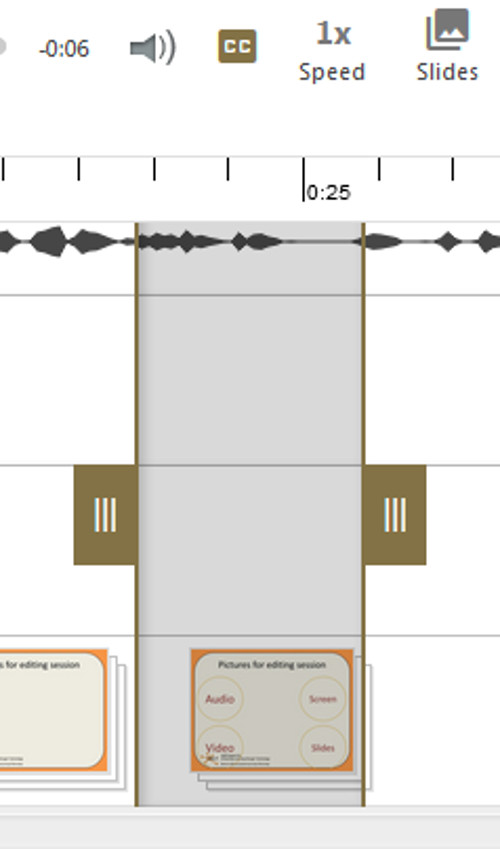 -0:06
CC
1x
Speed
Slides
0:25
s for editing session
Pictures for editing session
Audio
Screen
Video
Slides